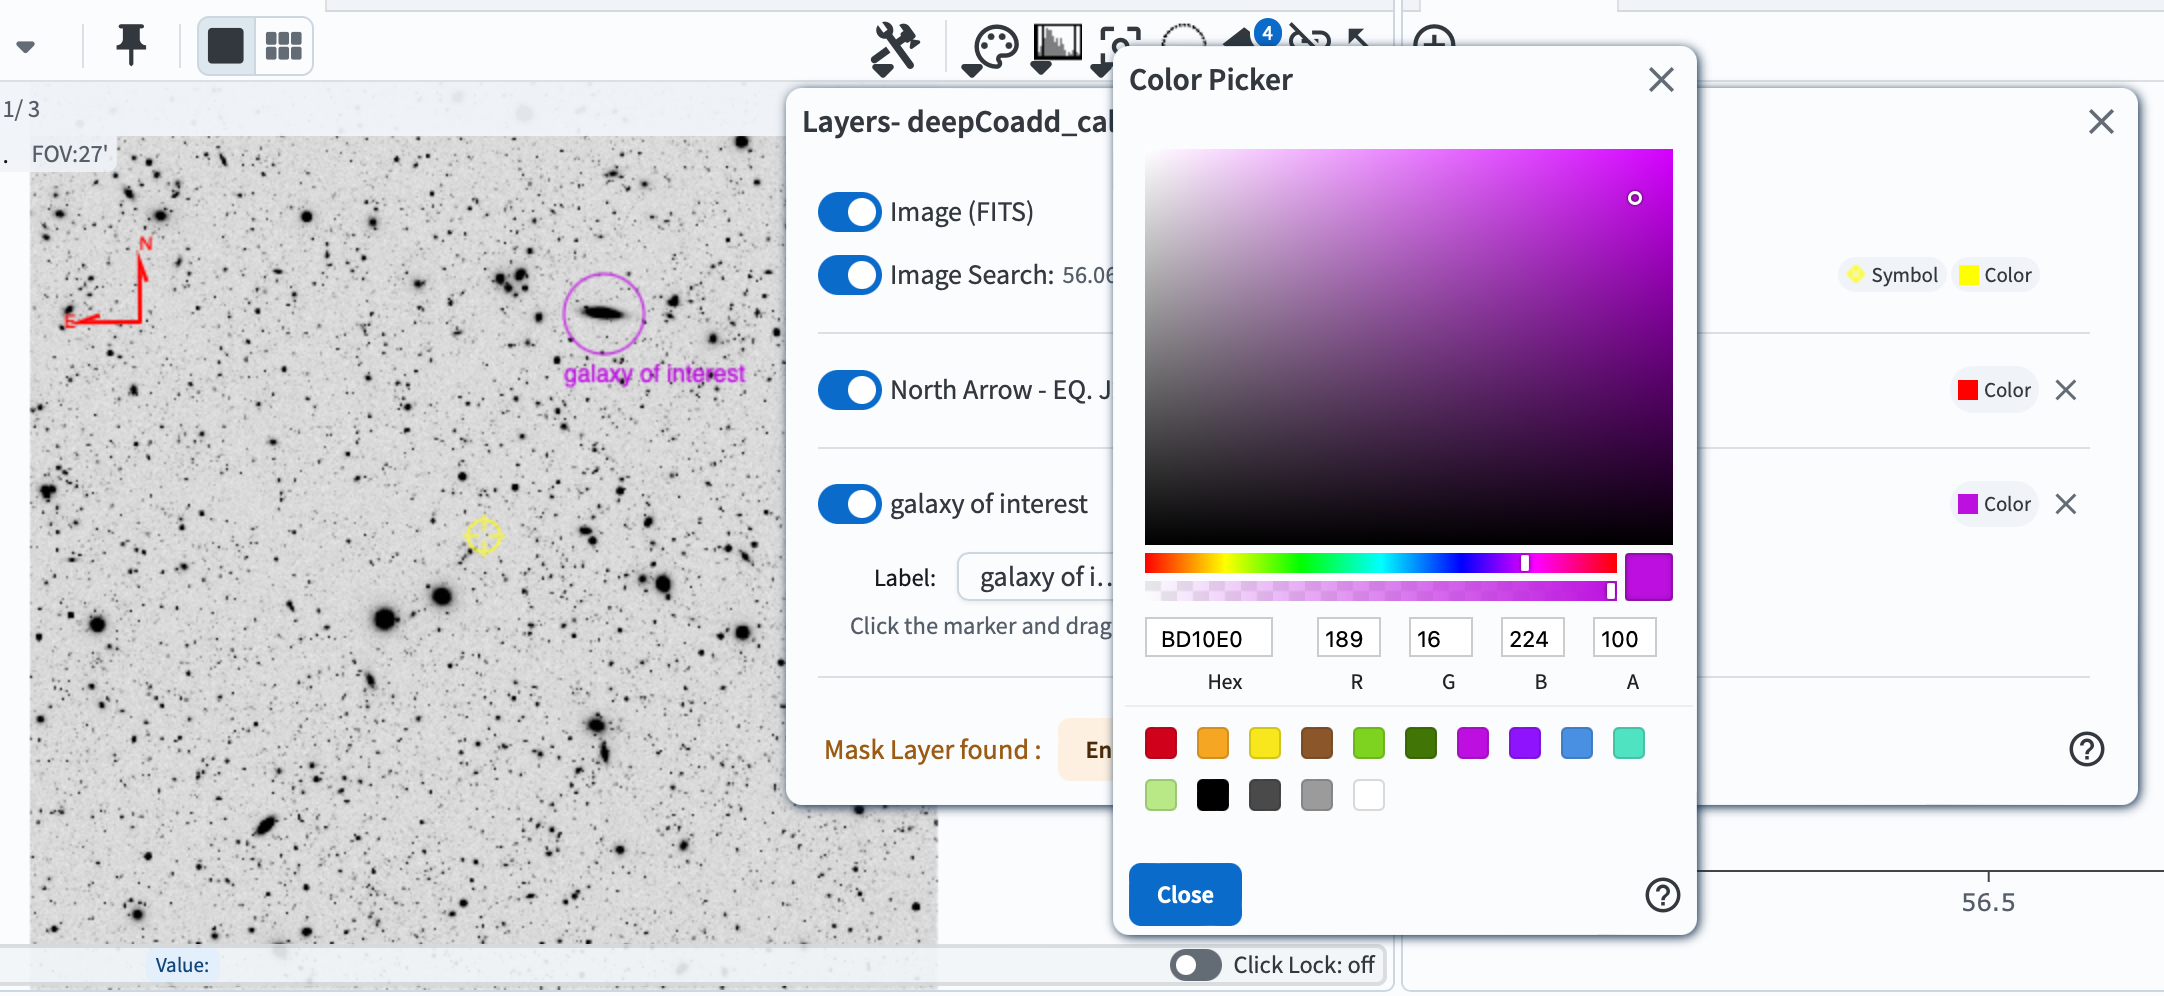 4
1/ 3
. FOV:27'
N
E
galaxy of interest
Layers- deepCoadd_cal
Image (FITS)
Image Search: 56.06
Symbol
Color
North Arrow - EQ. J
Color
galaxy of interest
Color
Label:
galaxy of i...
Click the marker and drag
Mask Layer found :
En
Color Picker
BD10E0
189
16
224
100
Hex
R
G
B
A
Close
56.5
Value:
Click Lock: off